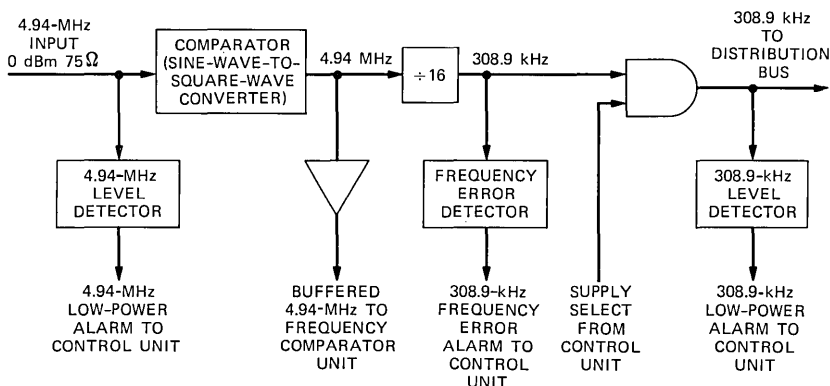 4.94-MHz
INPUT
0 dBm 75Ω
COMPARATOR
(SINE-WAVE-TO-
SQUARE-WAVE
CONVERTER)
4.94 MHz
÷16
308.9 kHz
308.9 kHz
TO
DISTRIBUTION
BUS
4.94-MHz
LEVEL
DETECTOR
FREQUENCY
ERROR
DETECTOR
308.9-kHz
LEVEL
DETECTOR
4.94-MHz
LOW-POWER
ALARM TO
CONTROL UNIT
BUFFERED
4.94-MHz TO
FREQUENCY
COMPARATOR
UNIT
308.9-kHz
FREQUENCY
ERROR
ALARM TO
CONTROL
UNIT
SUPPLY
SELECT
FROM
CONTROL
UNIT
308.9-kHz
LOW-POWER
ALARM TO
CONTROL
UNIT